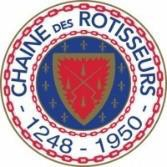 CHAINE DES ROTISSEURS
- 1248 - 1950 -